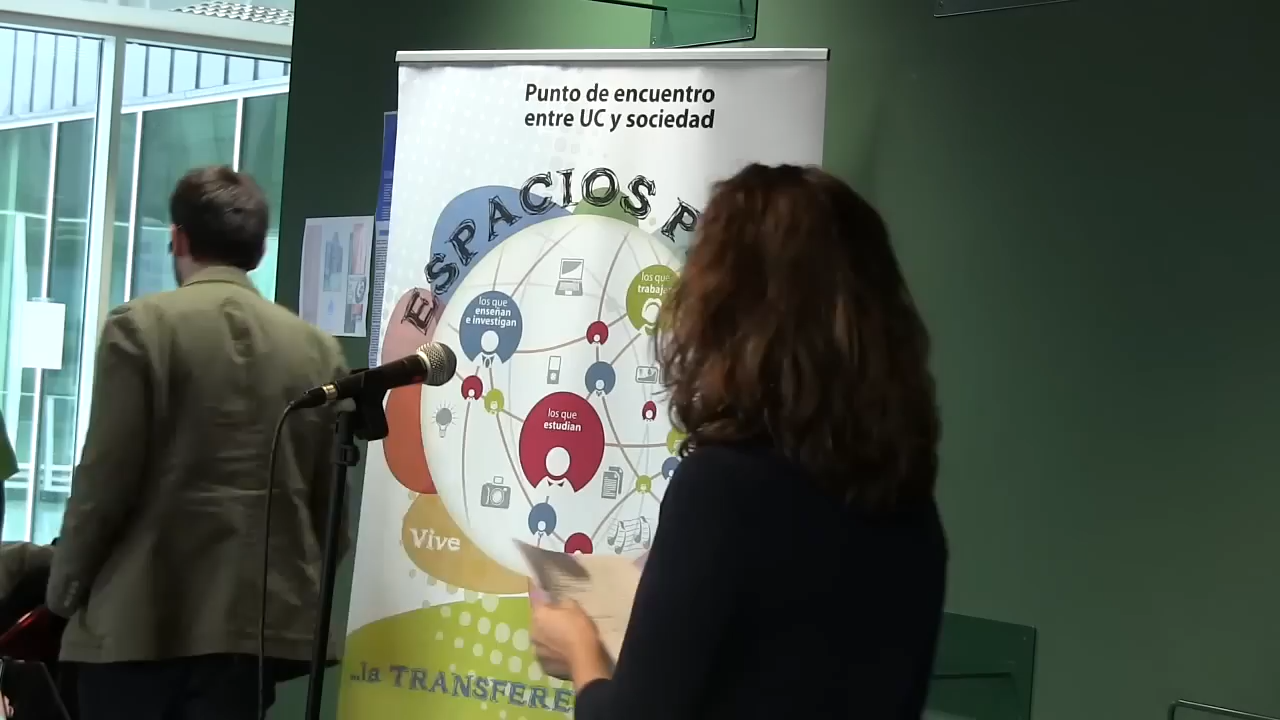 Punto de encuentro
entre UC y sociedad
ESPACIOS P
los que
enseñan
e investigan
los que
trabaja
los que
estudian
Vive
...la TRANSFERE